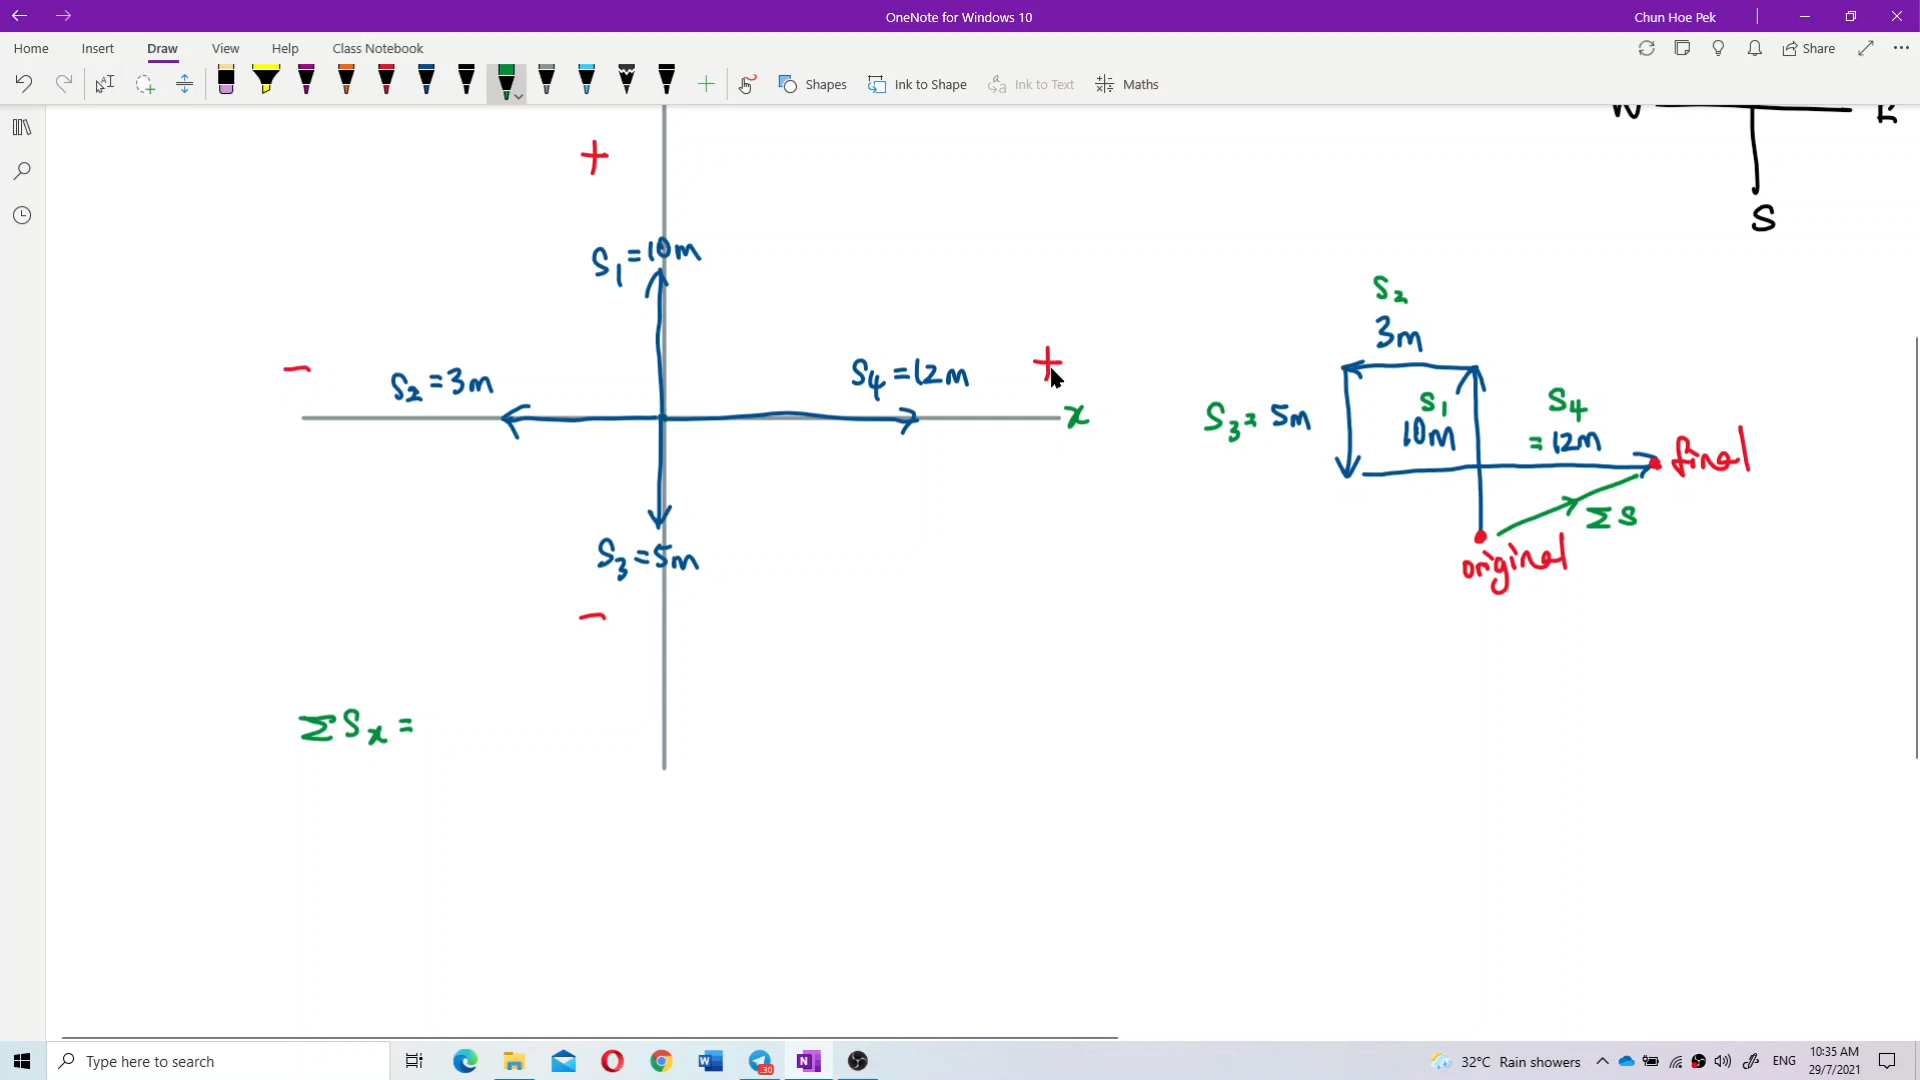 OneNote for Windows 10
Chun Hoe Pek
Home Insert Draw View Help Class Notebook
Share
Shapes Ink to Shape Ink to Text Maths
+
S
S₁ = 10m
- S₂ = 3m S₄ = 12m + x
S₃ = 5m
-
ΣSₓ =
S₂
3m
S₃ = 5m
S₁
10m
S₄
= 12m
final
ΣS
original
Type here to search
30
32°C Rain showers
ENG
10:35 AM
29/7/2021